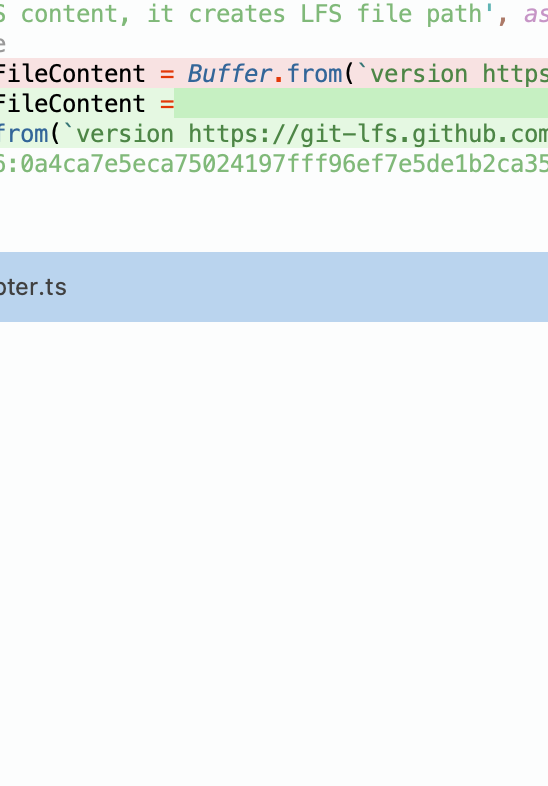 S content, it creates LFS file path', as
e
FileContent = Buffer.from(`version https
FileContent =
from(`version https://git-lfs.github.com
6:0a4ca7e5eca75024197fff96ef7e5de1b2ca35
pter.ts